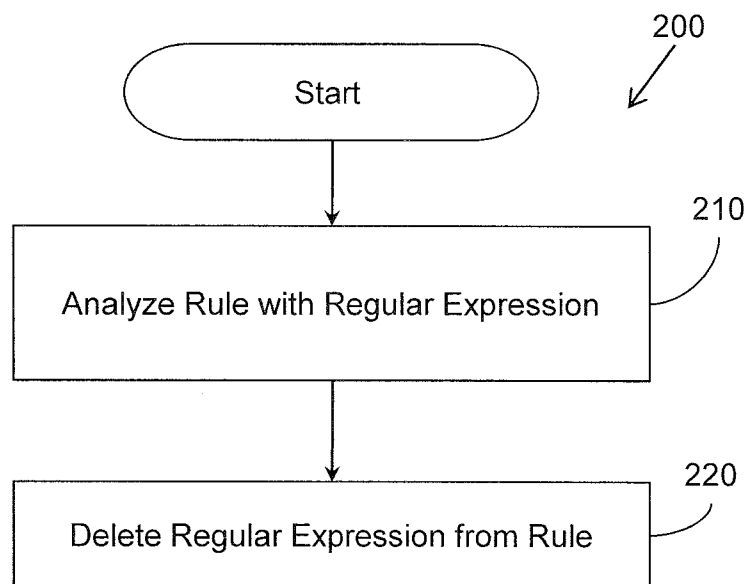 200
Start
210
Analyze Rule with Regular Expression
220
Delete Regular Expression from Rule